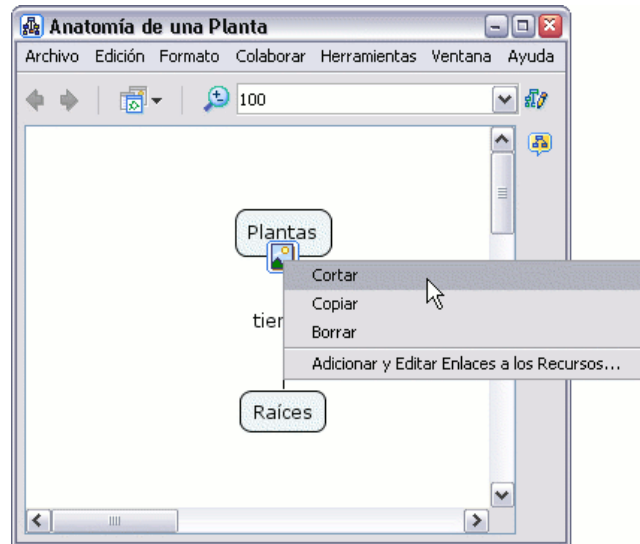 Anatomía de una Planta
Archivo Edición Formato Colaborar Herramientas Ventana Ayuda
100
Plantas
Cortar
Copiar
tier
Borrar
Adicionar y Editar Enlaces a los Recursos...
Raíces